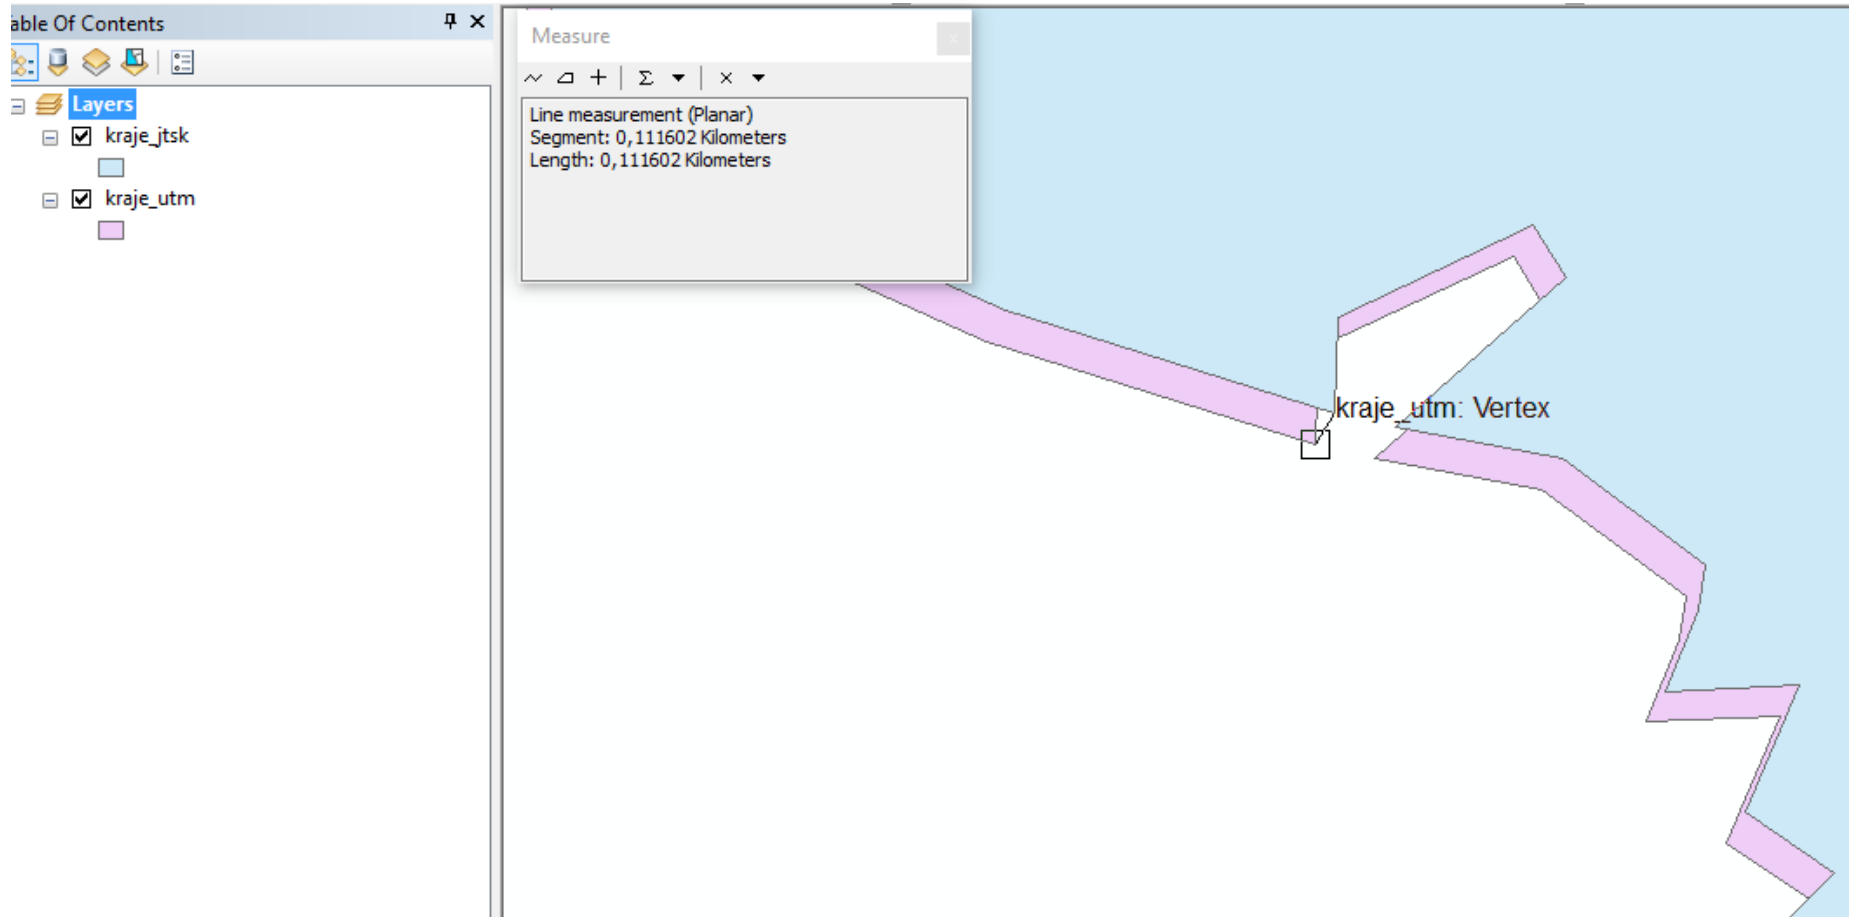 able Of Contents
Layers
kraje_jtsk
kraje_utm
Measure
Line measurement (Planar)
Segment: 0,111602 Kilometers
Length: 0,111602 Kilometers
kraje_utm: Vertex